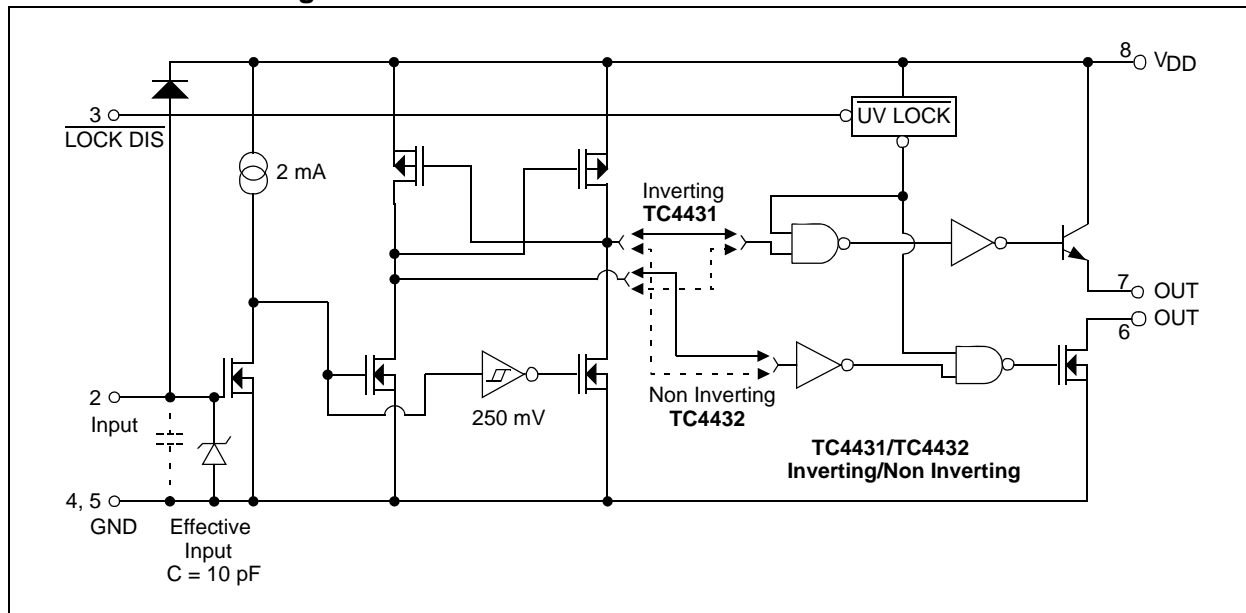 8 VDD
3
LOCK DIS
UV LOCK
2 mA
Inverting
TC4431
7 OUT
6 OUT
2
Input
250 mV
Non Inverting
TC4432
TC4431/TC4432
Inverting/Non Inverting
4, 5
GND
Effective
Input
C = 10 pF